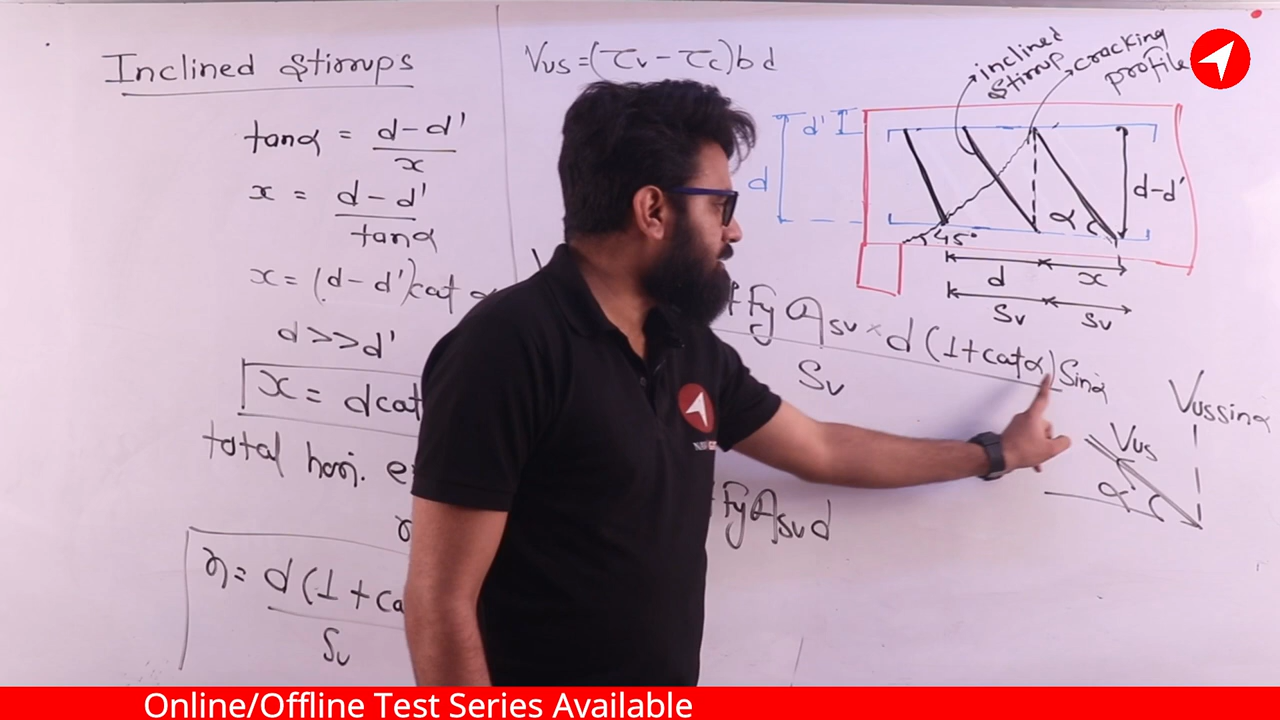 Inclined Stirrups
tanα = d-d' / x
x = d-d' / tanα
x = (d-d')cot α
d>>d'
x = dcot
total hori.
n = d(1+co
Sv
Vus=(τv-τc)bd
inclined
Stirrup
cracking
profile
d'
d
d-d'
α
45°
d
x
Sv
Sv
Fy Asv × d(1+cotα)Sinα
Sv
Fy Asv d
Vussinα
Vus
α
Online/Offline Test Series Available